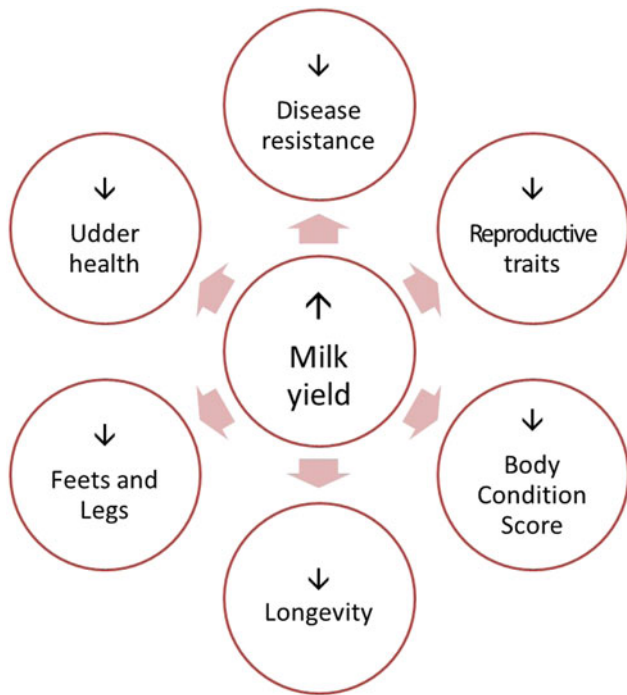 ↓
Disease
resistance
↓
Udder
health
↓
Reproductive
traits
↑
Milk
yield
↓
Feets and
Legs
↓
Body
Condition
Score
↓
Longevity